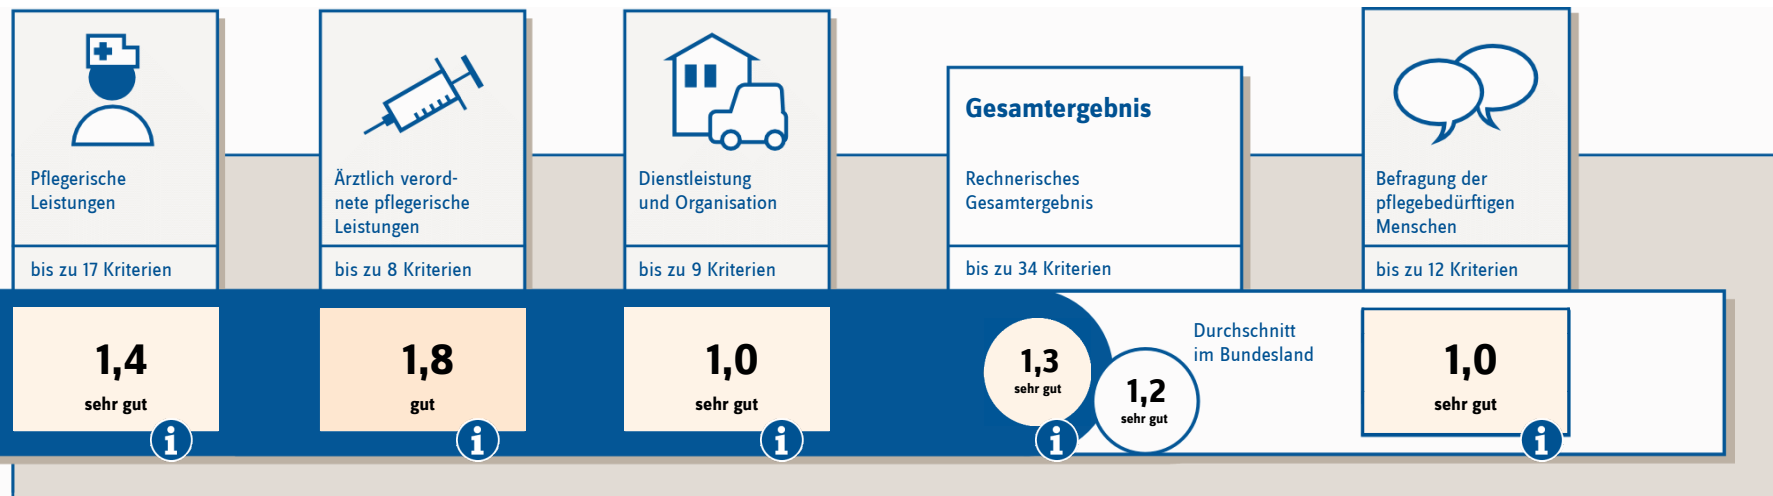 Pflegerische
Leistungen
bis zu 17 Kriterien
1,4
sehr gut
i
Ärztlich verord-
nete pflegerische
Leistungen
bis zu 8 Kriterien
1,8
gut
i
Dienstleistung
und Organisation
bis zu 9 Kriterien
1,0
sehr gut
i
Gesamtergebnis
Rechnerisches
Gesamtergebnis
bis zu 34 Kriterien
1,3
sehr gut
i
1,2
sehr gut
Durchschnitt
im Bundesland
Befragung der
pflegebedürftigen
Menschen
bis zu 12 Kriterien
1,0
sehr gut
i